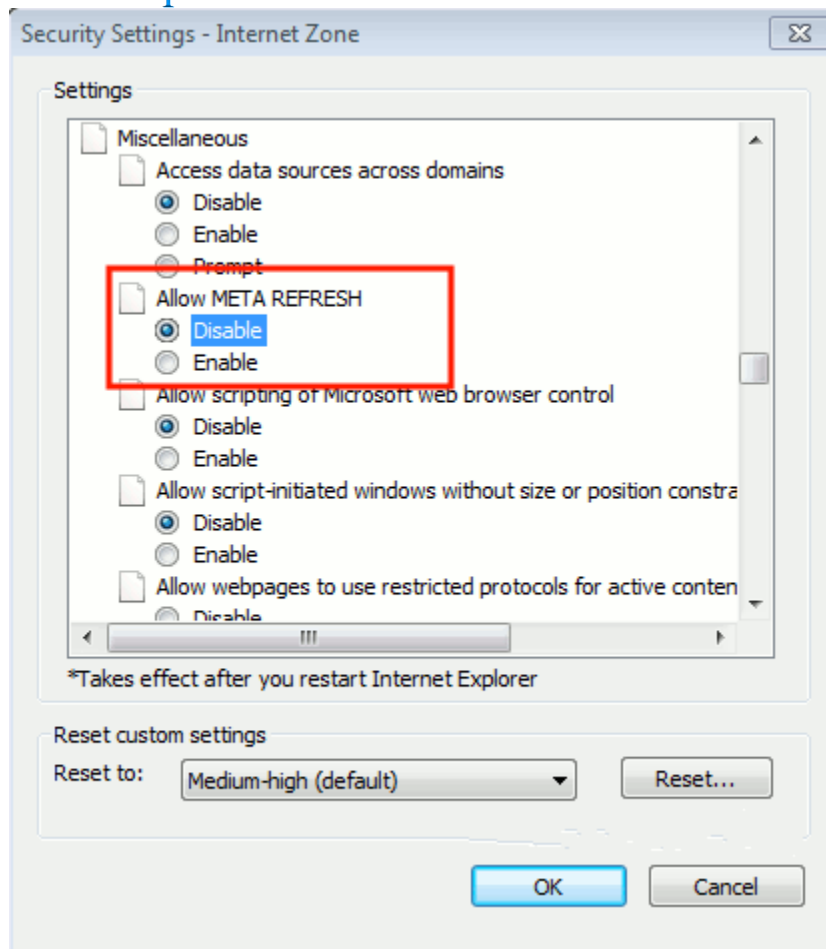 Security Settings - Internet Zone
Settings
Miscellaneous
Access data sources across domains
Disable
Enable
Prompt
Allow META REFRESH
Disable
Enable
Allow scripting of Microsoft web browser control
Disable
Enable
Allow script-initiated windows without size or position constra
Disable
Enable
Allow webpages to use restricted protocols for active conten
Disable
*Takes effect after you restart Internet Explorer
Reset custom settings
Reset to: Medium-high (default) Reset...
OK Cancel